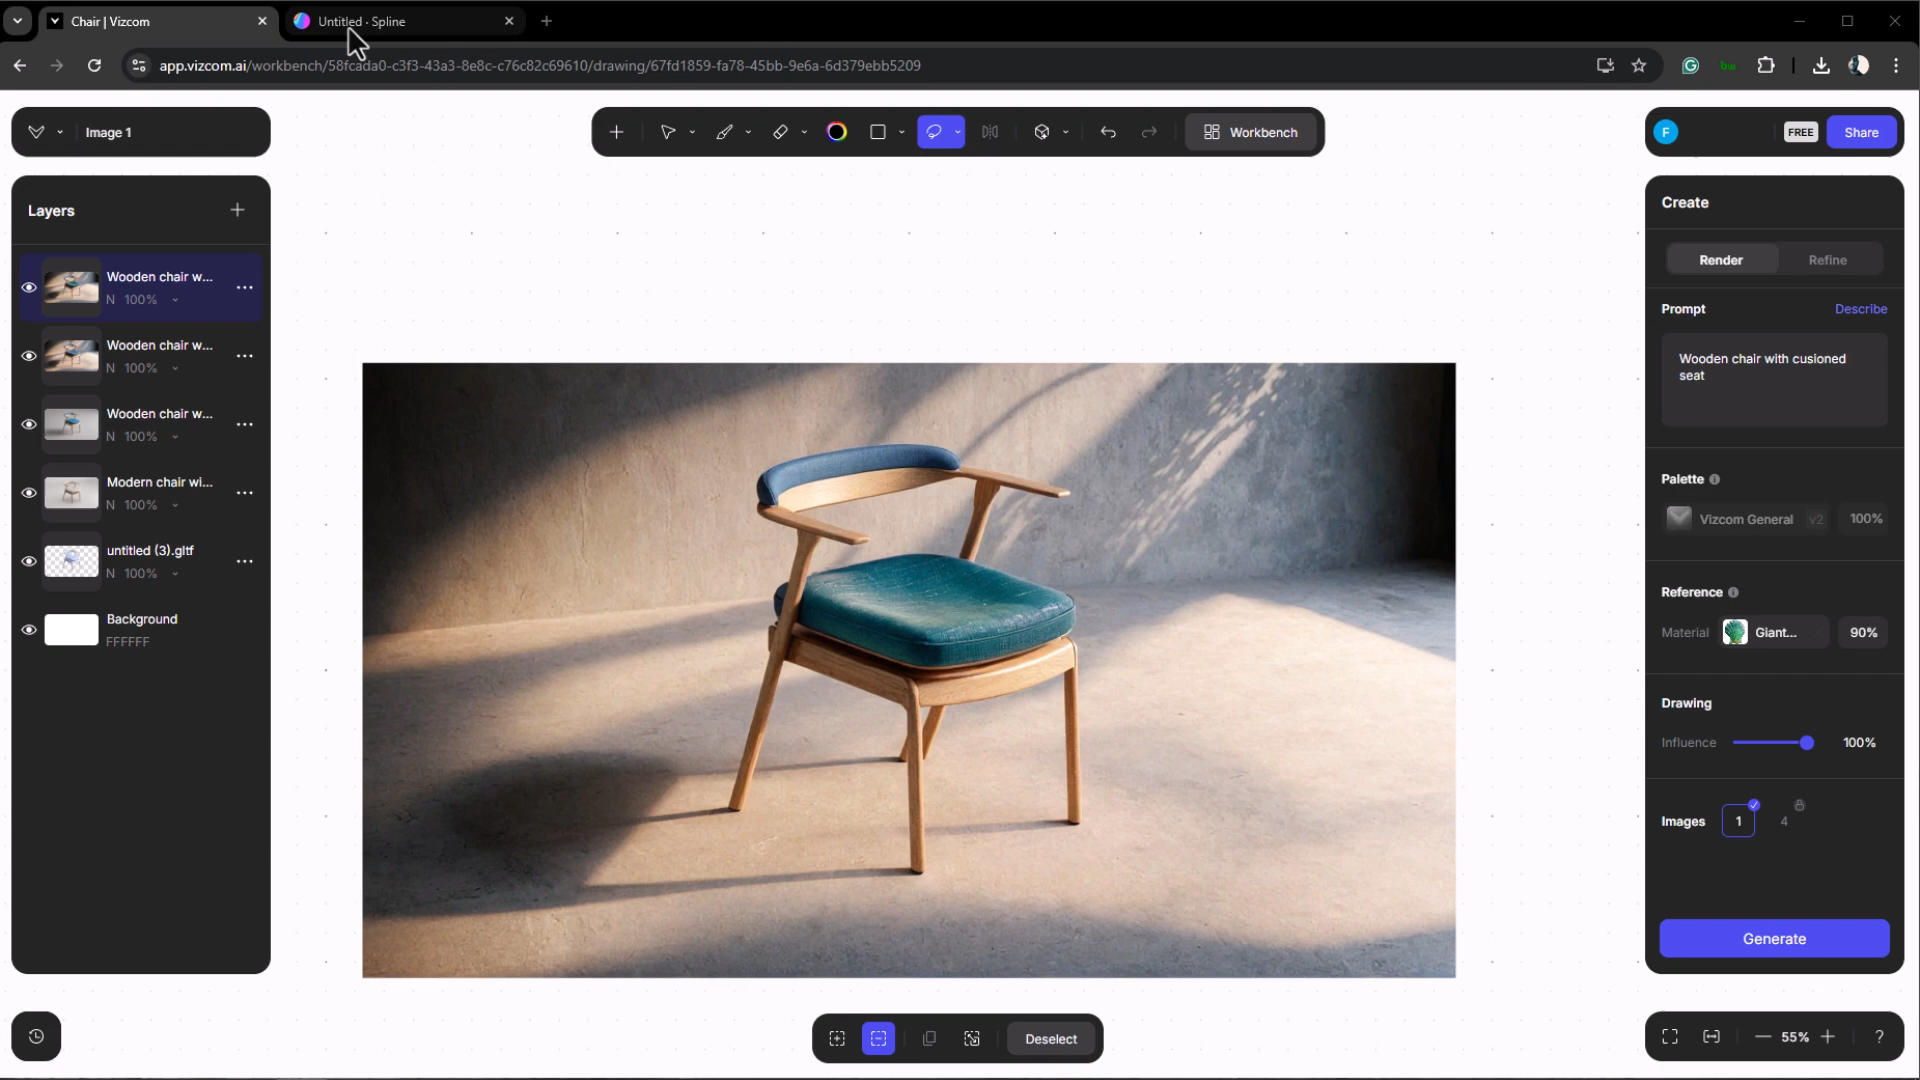 Chair | Vizcom
Untitled - Spline
app.vizcom.ai/workbench/58fcada0-c3f3-43a3-8e8c-c76c82c69610/drawing/67fd1859-fa78-45bb-9e6a-6d379ebb5209
Image 1
Workbench
F
FREE
Share
Layers
Wooden chair w...
N 100%
Wooden chair w...
N 100%
Wooden chair w...
N 100%
Modern chair wi...
N 100%
untitled (3).gltf
N 100%
Background
FFFFFF
Create
Render
Refine
Prompt
Describe
Wooden chair with cusioned
seat
Palette
Vizcom General v2 100%
Reference
Material Giant... 90%
Drawing
Influence 100%
Images 1 4
Generate
Deselect
55%
?